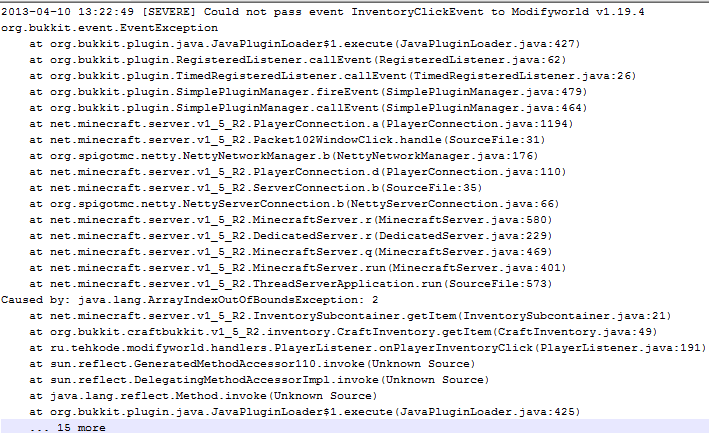 2013-04-10 13:22:49 [SEVERE] Could not pass event InventoryClickEvent to Modifyworld v1.19.4
org.bukkit.event.EventException
at org.bukkit.plugin.java.JavaPluginLoader$1.execute(JavaPluginLoader.java:427)
at org.bukkit.plugin.RegisteredListener.callEvent(RegisteredListener.java:62)
at org.bukkit.plugin.TimedRegisteredListener.callEvent(TimedRegisteredListener.java:26)
at org.bukkit.plugin.SimplePluginManager.fireEvent(SimplePluginManager.java:479)
at org.bukkit.plugin.SimplePluginManager.callEvent(SimplePluginManager.java:464)
at net.minecraft.server.v1_5_R2.PlayerConnection.a(PlayerConnection.java:1194)
at net.minecraft.server.v1_5_R2.Packet102WindowClick.handle(SourceFile:31)
at org.spigotmc.netty.NettyNetworkManager.b(NettyNetworkManager.java:176)
at net.minecraft.server.v1_5_R2.PlayerConnection.d(PlayerConnection.java:110)
at net.minecraft.server.v1_5_R2.ServerConnection.b(SourceFile:35)
at org.spigotmc.netty.NettyServerConnection.b(NettyServerConnection.java:66)
at net.minecraft.server.v1_5_R2.MinecraftServer.r(MinecraftServer.java:580)
at net.minecraft.server.v1_5_R2.DedicatedServer.r(DedicatedServer.java:229)
at net.minecraft.server.v1_5_R2.MinecraftServer.q(MinecraftServer.java:469)
at net.minecraft.server.v1_5_R2.MinecraftServer.run(MinecraftServer.java:401)
at net.minecraft.server.v1_5_R2.ThreadServerApplication.run(SourceFile:573)
Caused by: java.lang.ArrayIndexOutOfBoundsException: 2
at net.minecraft.server.v1_5_R2.InventorySubcontainer.getItem(InventorySubcontainer.java:21)
at org.bukkit.craftbukkit.v1_5_R2.inventory.CraftInventory.getItem(CraftInventory.java:49)
at ru.tehkode.modifyworld.handlers.PlayerListener.onPlayerInventoryClick(PlayerListener.java:191)
at sun.reflect.GeneratedMethodAccessor110.invoke(Unknown Source)
at sun.reflect.DelegatingMethodAccessorImpl.invoke(Unknown Source)
at java.lang.reflect.Method.invoke(Unknown Source)
at org.bukkit.plugin.java.JavaPluginLoader$1.execute(JavaPluginLoader.java:425)
... 15 more